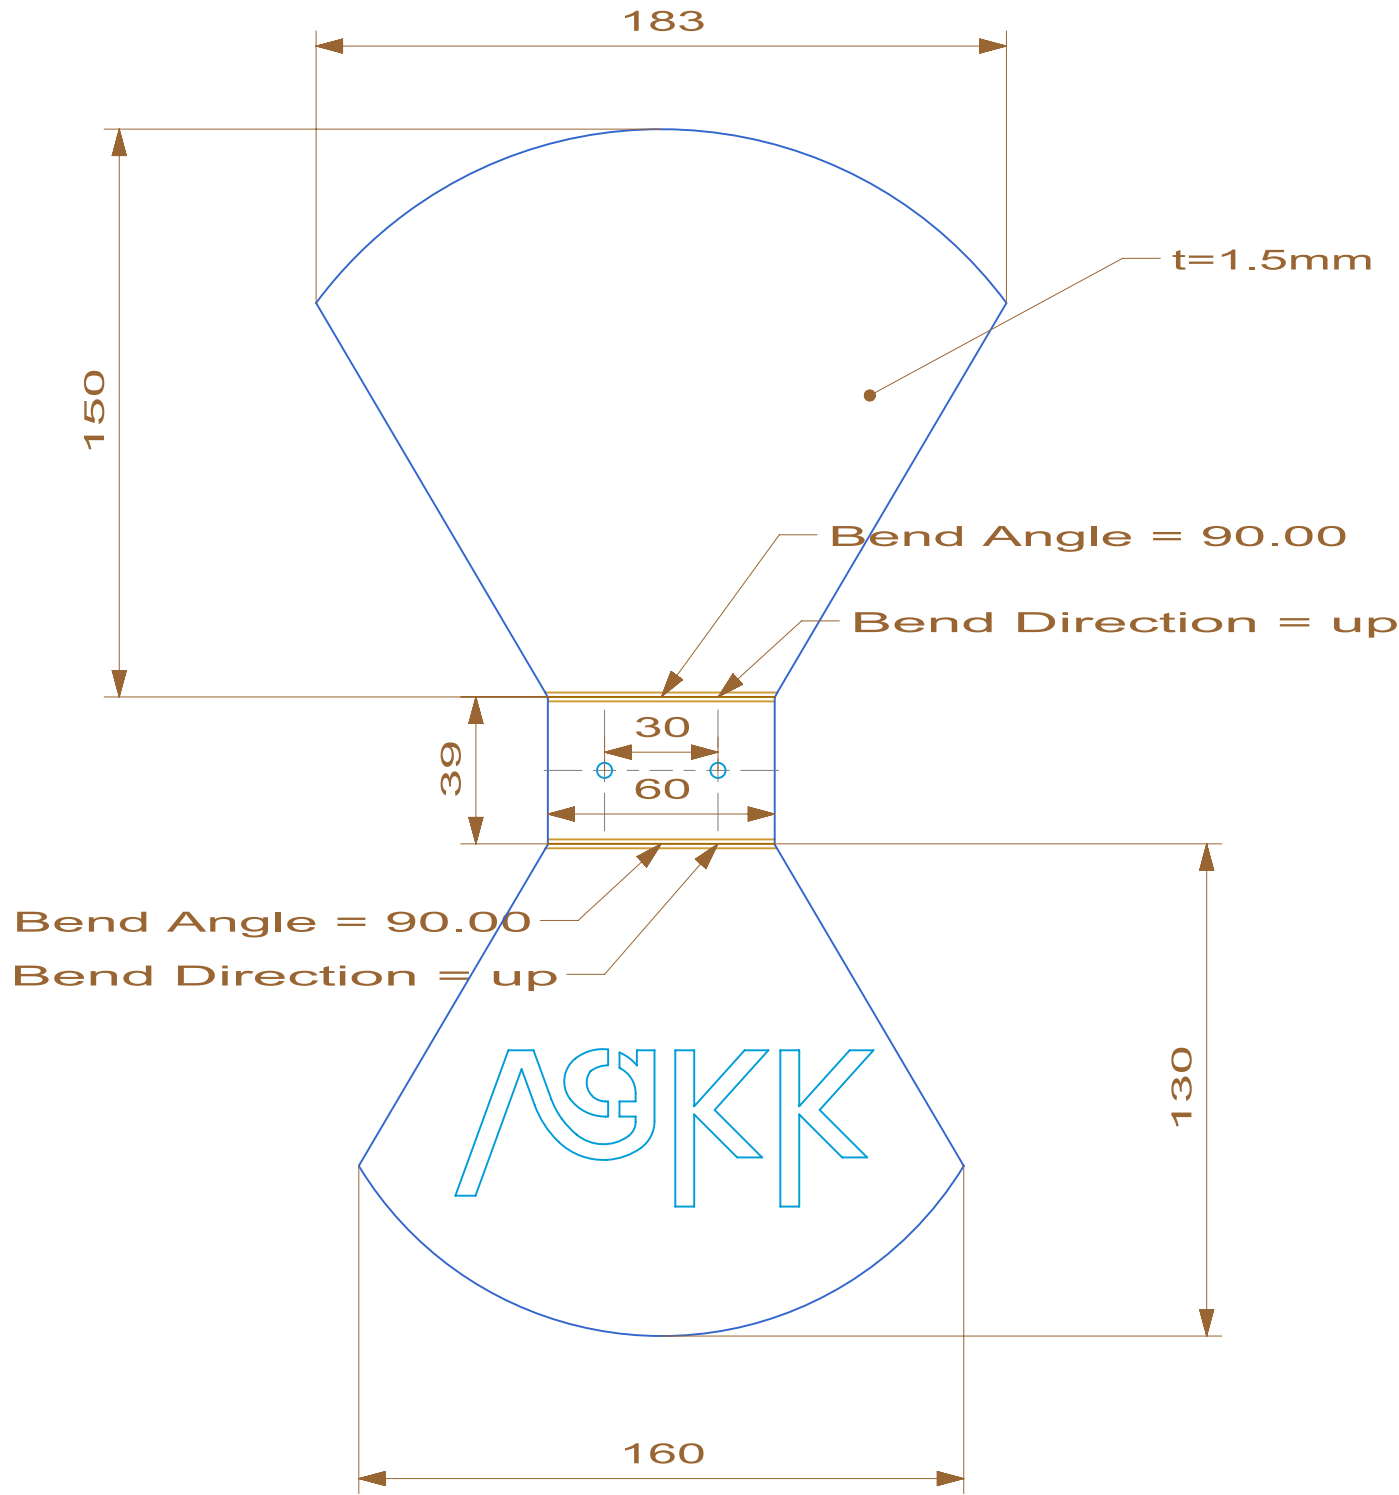 183
t=1.5mm
150
Bend Angle = 90.00
Bend Direction = up
30
39
60
Bend Angle = 90.00
Bend Direction = up
ΛgKK
130
160